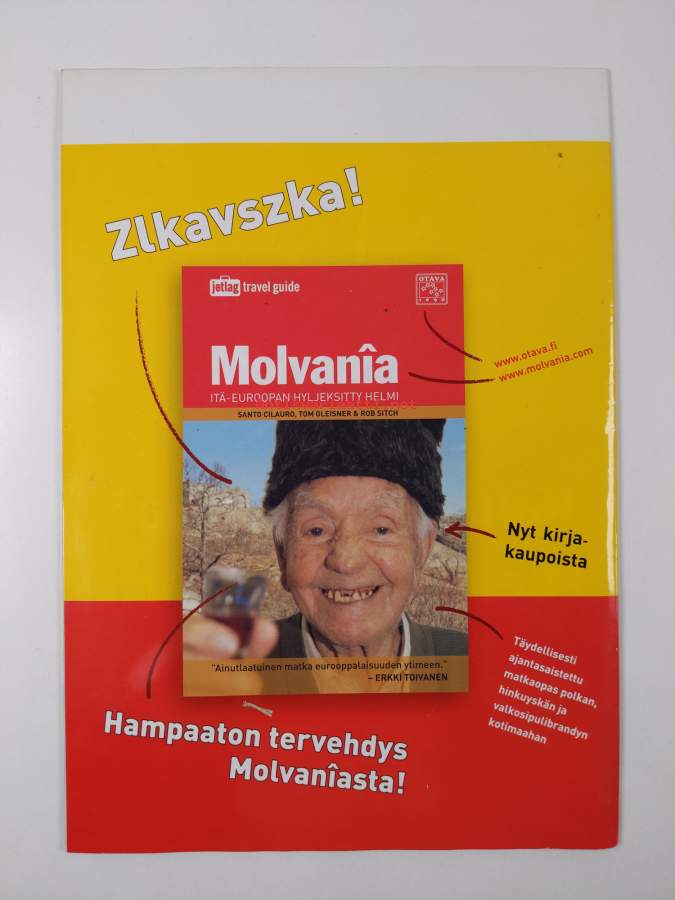 Zlkavszka!
jetlag travel guide
OTAVA
1890
www.otava.fi
www.molvania.com
Molvanîa
ITÄ-EUROOPAN HYLJEKSITTY HELMI
SANTO CILAURO, TOM GLEISNER & ROB SITCH
Nyt kirja-
kaupoista
Täydellisesti
ajantasaistettu
matkaopas polkan,
hinkuyskän ja
valkosipulibrandyn
kotimaahan
"Ainutlaatuinen matka eurooppalaisuuden ytimeen."
– ERKKI TOIVANEN
Hampaaton tervehdys
Molvanîasta!